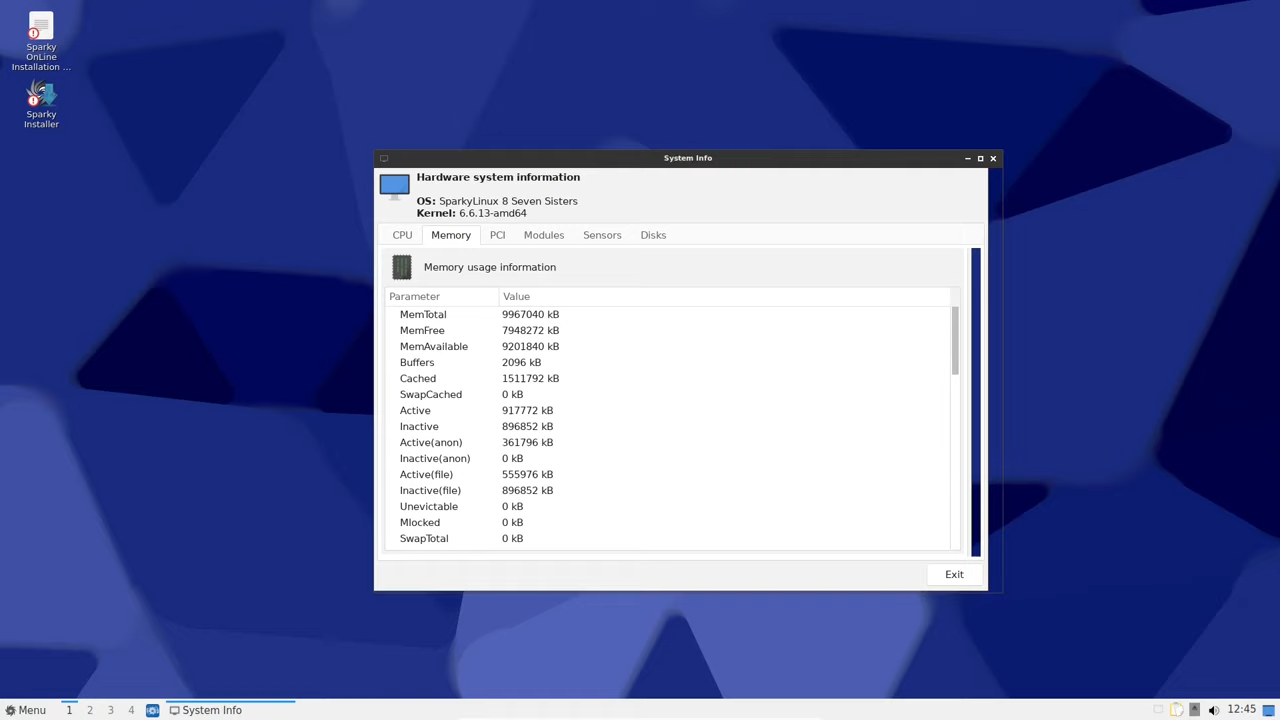 Sparky
OnLine
Installation ...
Sparky
Installer
System Info
Hardware system information
OS: SparkyLinux 8 Seven Sisters
Kernel: 6.6.13-amd64
CPU Memory PCI Modules Sensors Disks
Memory usage information
Parameter Value
MemTotal 9967040 kB
MemFree 7948272 kB
MemAvailable 9201840 kB
Buffers 2096 kB
Cached 1511792 kB
SwapCached 0 kB
Active 917772 kB
Inactive 896852 kB
Active(anon) 361796 kB
Inactive(anon) 0 kB
Active(file) 555976 kB
Inactive(file) 896852 kB
Unevictable 0 kB
Mlocked 0 kB
SwapTotal 0 kB
Exit
Menu 1 2 3 4 System Info 12:45